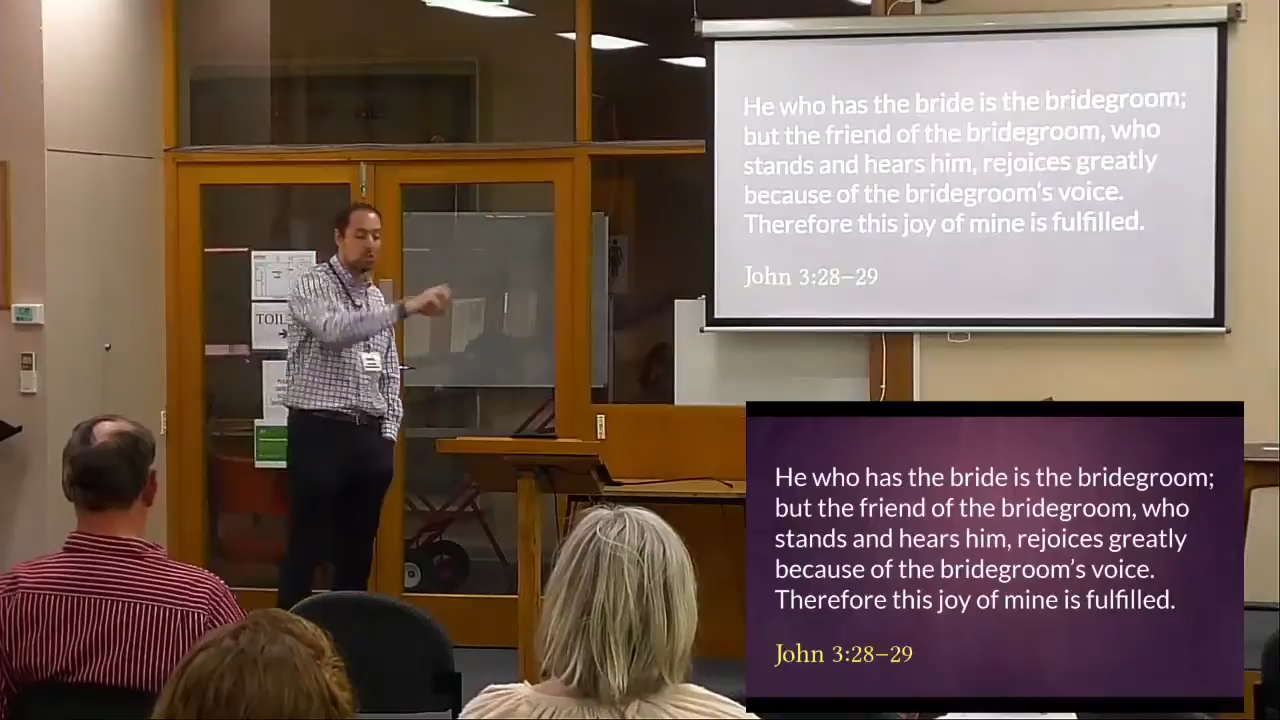 He who has the bride is the bridegroom;
but the friend of the bridegroom, who
stands and hears him, rejoices greatly
because of the bridegroom's voice.
Therefore this joy of mine is fulfilled.
John 3:28–29
TOIL
He who has the bride is the bridegroom;
but the friend of the bridegroom, who
stands and hears him, rejoices greatly
because of the bridegroom's voice.
Therefore this joy of mine is fulfilled.
John 3:28–29